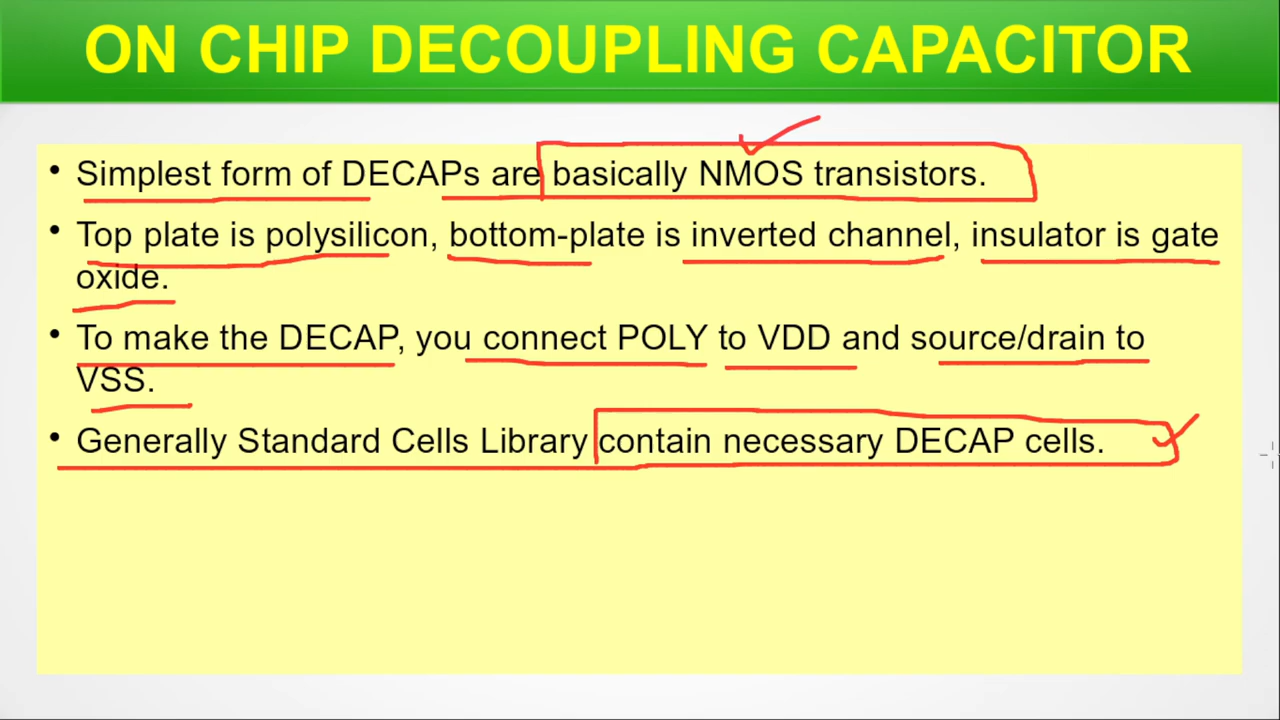 ON CHIP DECOUPLING CAPACITOR
• Simplest form of DECAPs are basically NMOS transistors.
• Top plate is polysilicon, bottom-plate is inverted channel, insulator is gate
oxide.
• To make the DECAP, you connect POLY to VDD and source/drain to
VSS.
• Generally Standard Cells Library contain necessary DECAP cells.